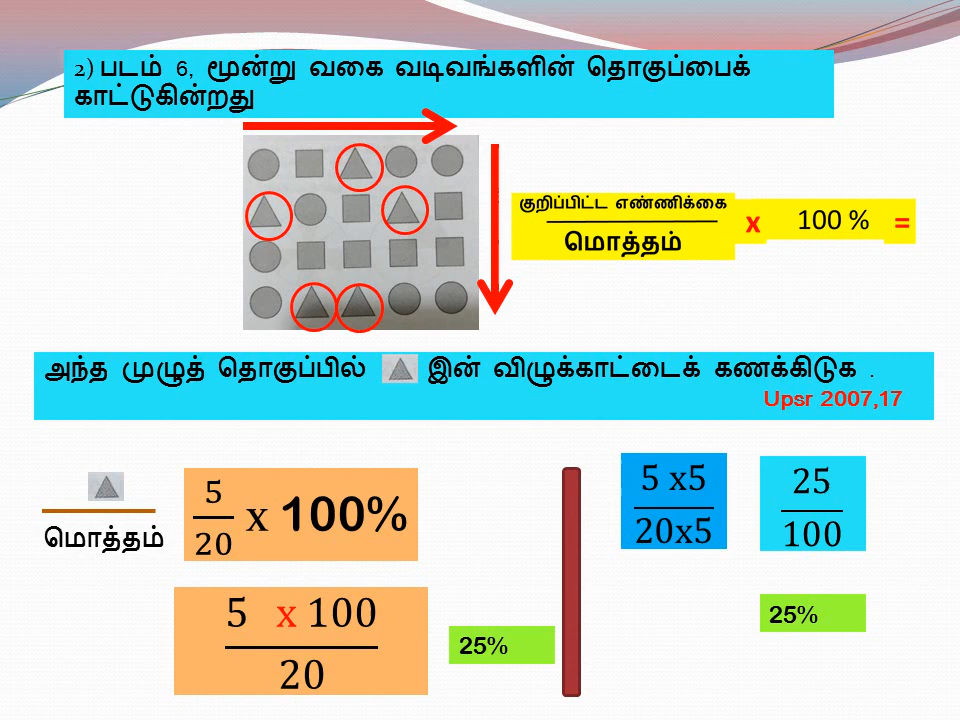 2) படம் 6, மூன்று வகை வடிவங்களின் தொகுப்பைக்
காட்டுகின்றது
குறிப்பிட்ட எண்ணிக்கை
மொத்தம்
x 100 % =
அந்த முழுத் தொகுப்பில் இன் விழுக்காட்டைக் கணக்கிடுக .
Upsr 2007,17
மொத்தம்
5
20
x 100%
5 x 100
20
25%
5 x5
20x5
25
100
25%